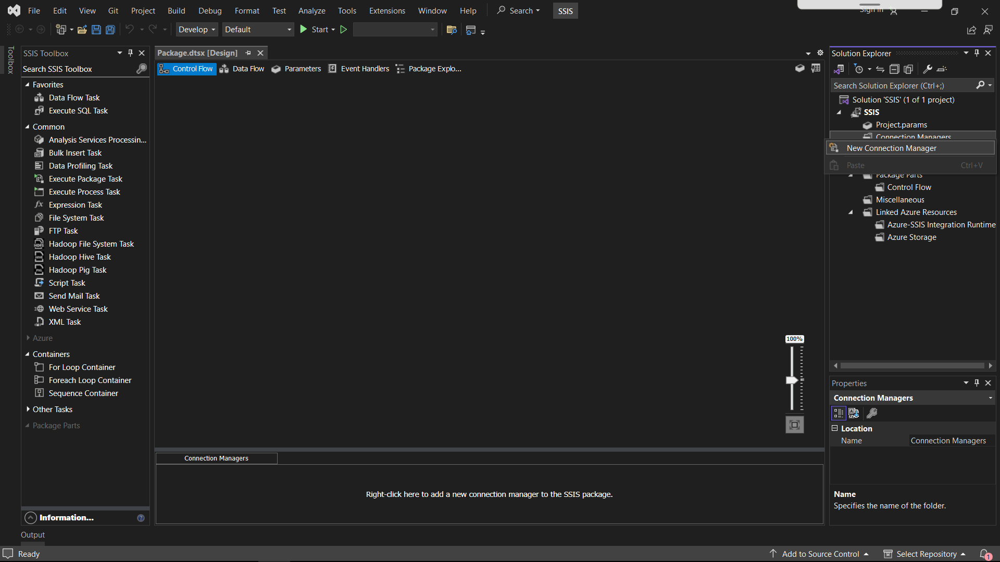 File Edit View Git Project Build Debug Format Test Analyze Tools Extensions Window Help Search SSIS Sign in
Develop Default Start
Toolbox
SSIS Toolbox
Search SSIS Toolbox
Favorites
Data Flow Task
Execute SQL Task
Common
Analysis Services Processin...
Bulk Insert Task
Data Profiling Task
Execute Package Task
Execute Process Task
Expression Task
File System Task
FTP Task
Hadoop File System Task
Hadoop Hive Task
Hadoop Pig Task
Script Task
Send Mail Task
Web Service Task
XML Task
Azure
Containers
For Loop Container
Foreach Loop Container
Sequence Container
Other Tasks
Package Parts
Information...
Package.dtsx [Design]
Control Flow Data Flow Parameters Event Handlers Package Explo...
100%
Connection Managers
Right-click here to add a new connection manager to the SSIS package.
Solution Explorer
Search Solution Explorer (Ctrl+;)
Solution 'SSIS' (1 of 1 project)
SSIS
Project.params
Connection Managers
New Connection Manager
Paste Ctrl+V
Package Parts
Control Flow
Miscellaneous
Linked Azure Resources
Azure-SSIS Integration Runtime
Azure Storage
Properties
Connection Managers
Location
Name Connection Managers
Name
Specifies the name of the folder.
Output
Ready Add to Source Control Select Repository 1